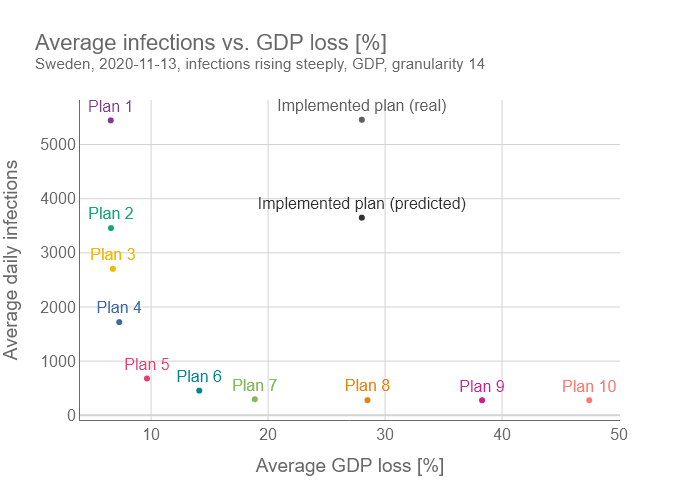 Average infections vs. GDP loss [%]
Sweden, 2020-11-13, infections rising steeply, GDP, granularity 14
Plan 1
Implemented plan (real)
5000
4000
Implemented plan (predicted)
Plan 2
3000
Plan 3
2000
Plan 4
1000
Plan 5
Plan 6
Plan 7
Plan 8
Plan 9
Plan 10
0
10
20
30
40
50
Average daily infections
Average GDP loss [%]